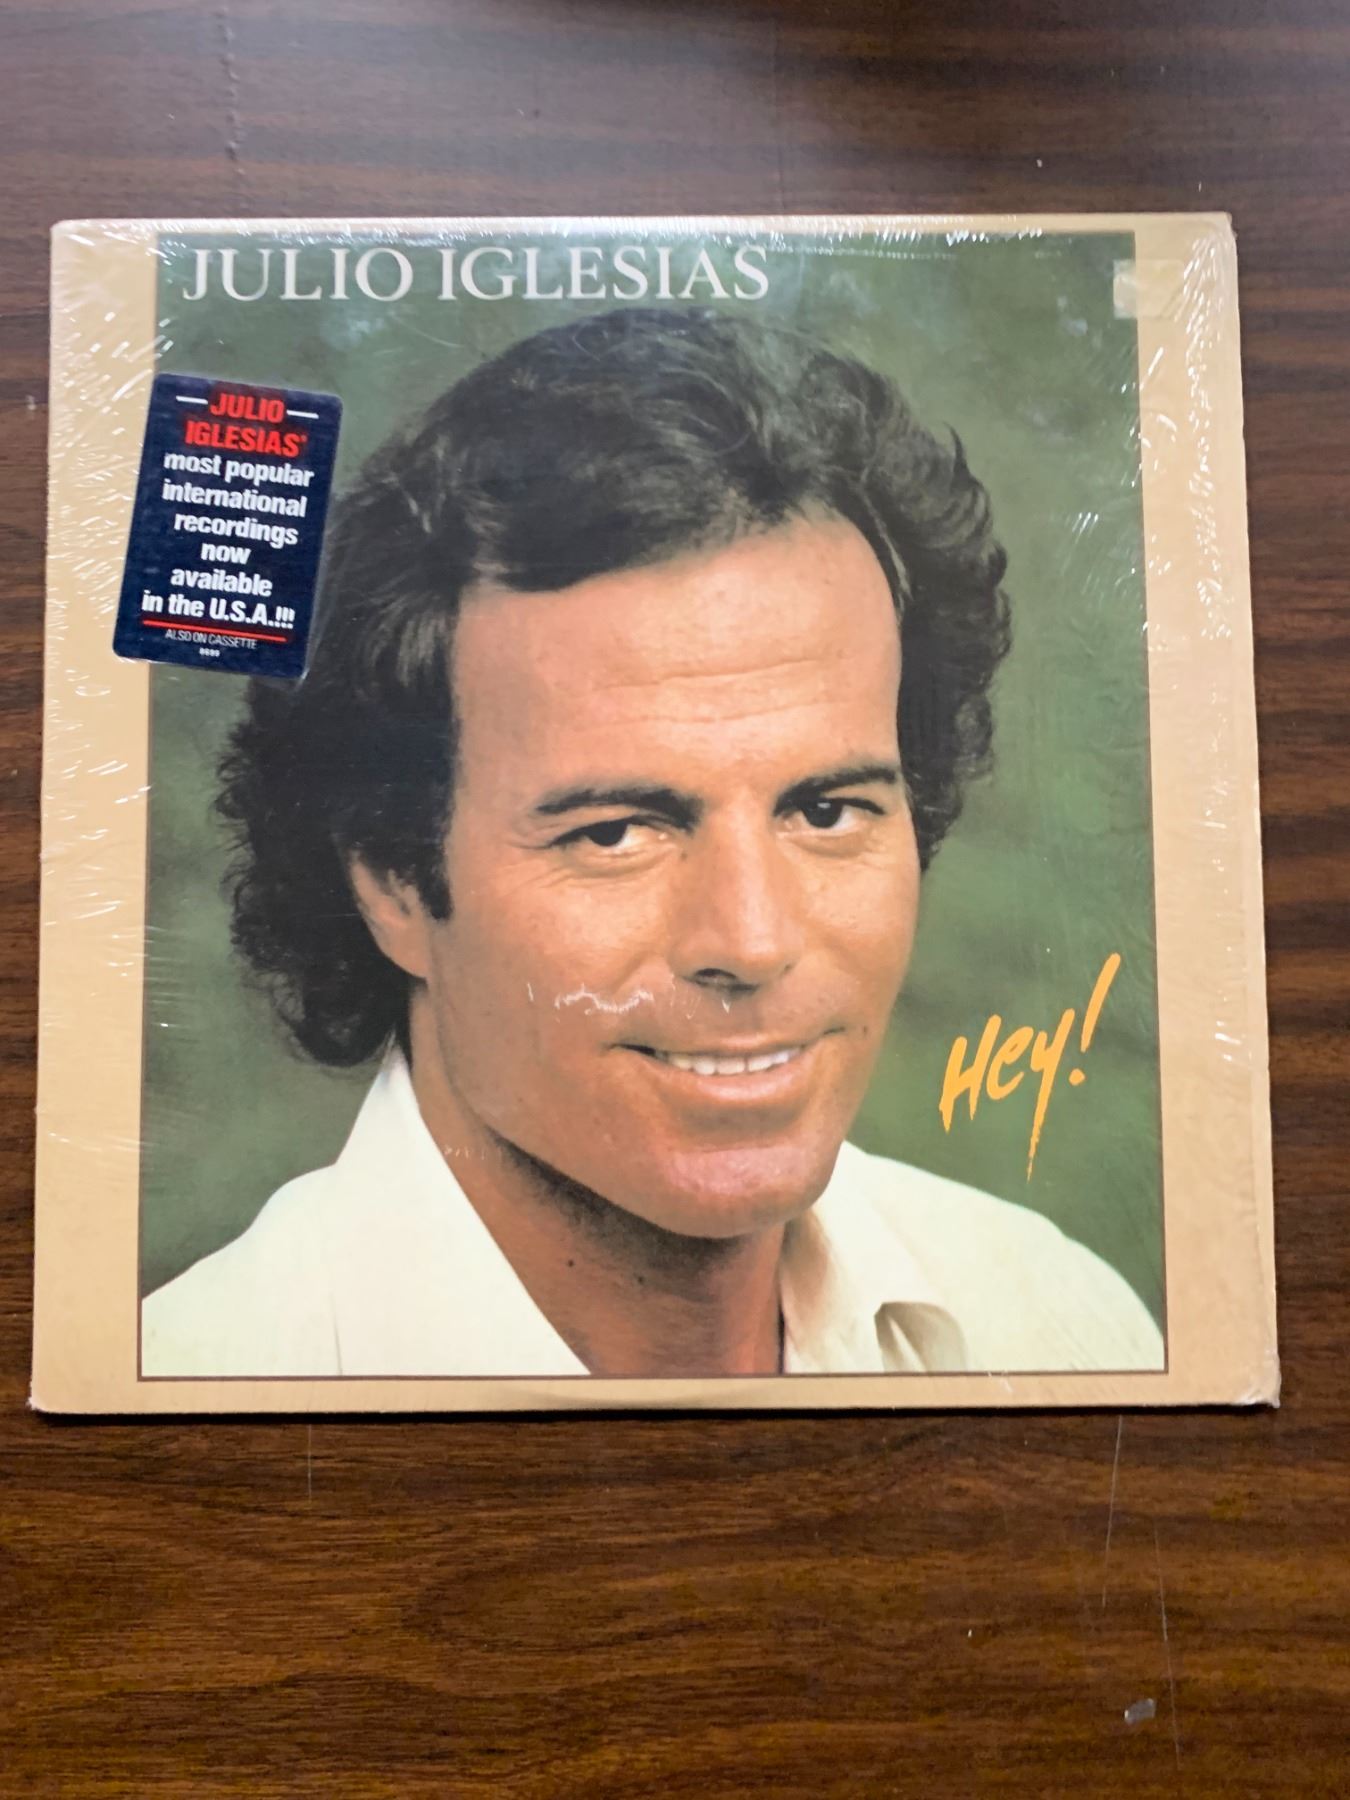 JULIO IGLESIAS
—JULIO—
IGLESIAS'
most popular
international
recordings
now
available
in the U.S.A.!!!
ALSO ON CASSETTE
Hey!